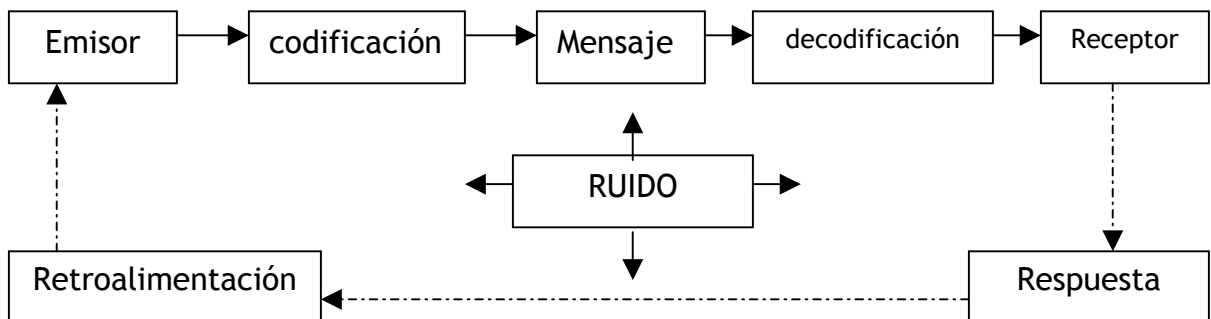 Emisor
codificación
Mensaje
decodificación
Receptor
RUIDO
Retroalimentación
Respuesta